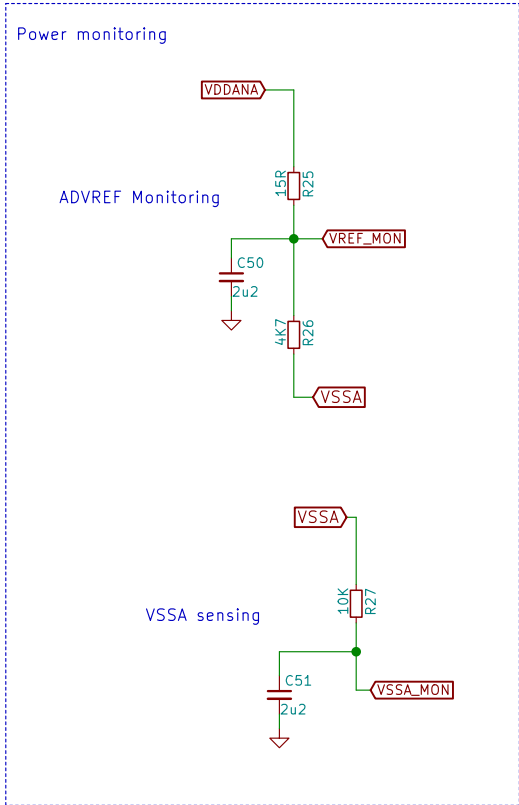 Power monitoring
VDDANA
15R
R25
ADVREF Monitoring
VREF_MON
C50
2u2
4K7
R26
VSSA
VSSA
10K
R27
VSSA sensing
C51
2u2
VSSA_MON